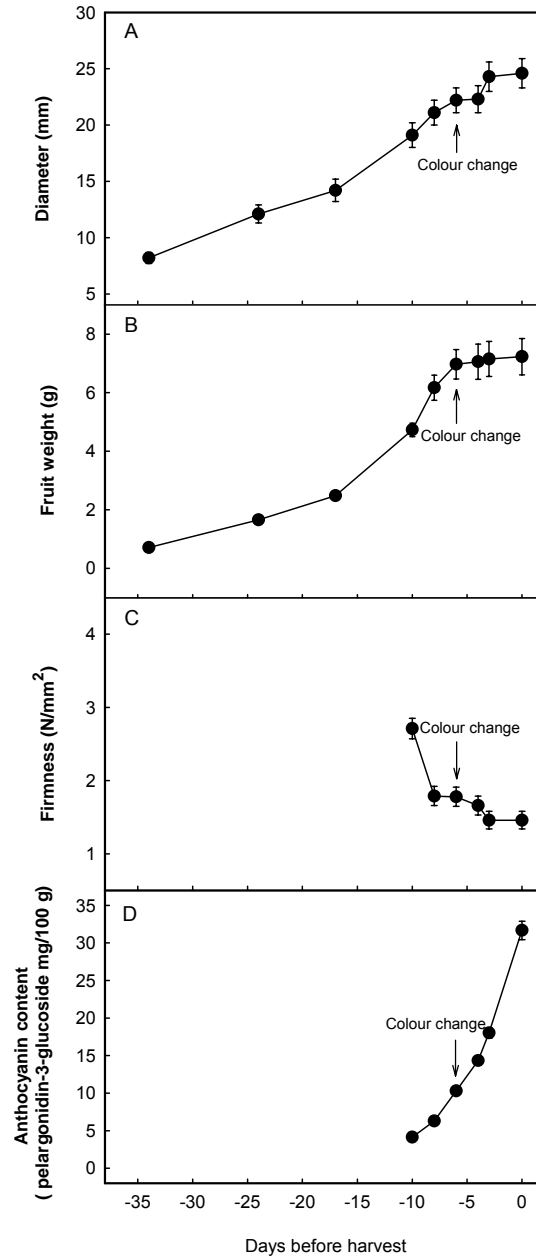 A
30
25
20
15
10
5
Diameter (mm)
Colour change
B
8
6
4
2
0
Fruit weight (g)
Colour change
C
4
3
2
1
Firmness (N/mm²)
Colour change
D
35
30
25
20
15
10
5
0
Anthocyanin content
( pelargonidin-3-glucoside mg/100 g)
Colour change
-35 -30 -25 -20 -15 -10 -5 0
Days before harvest